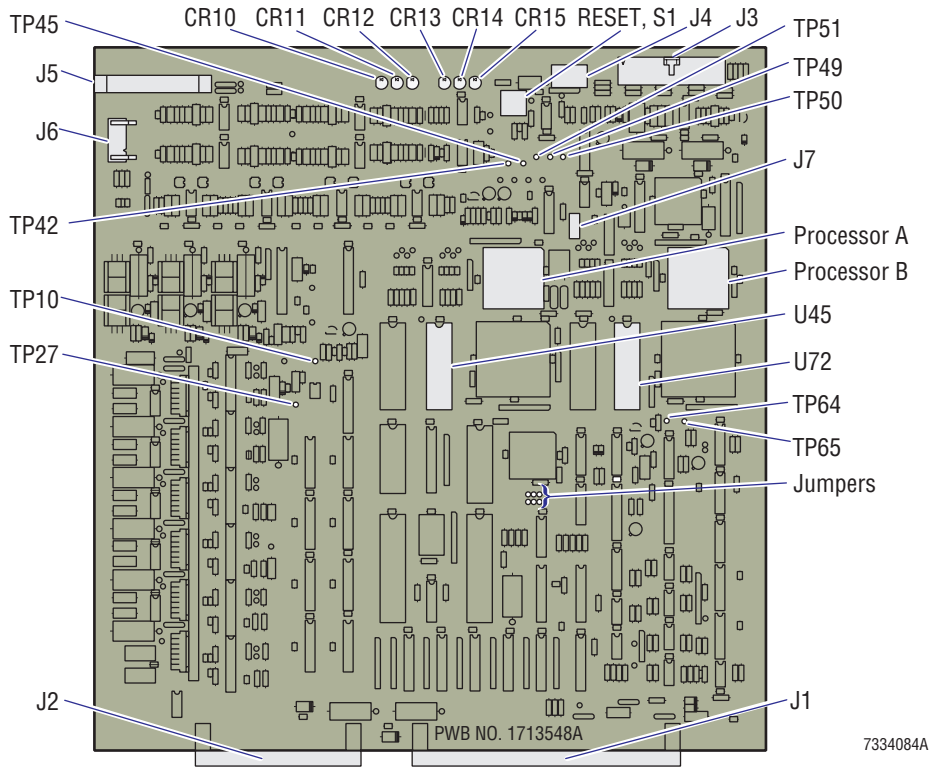 TP45
CR10
CR11
CR12
CR13
CR14
CR15
RESET, S1
J4
J3
TP51
J5
TP49
J6
TP50
J7
TP42
Processor A
Processor B
TP10
U45
TP27
U72
TP64
TP65
Jumpers
J2
J1
PWB NO. 1713548A
7334084A